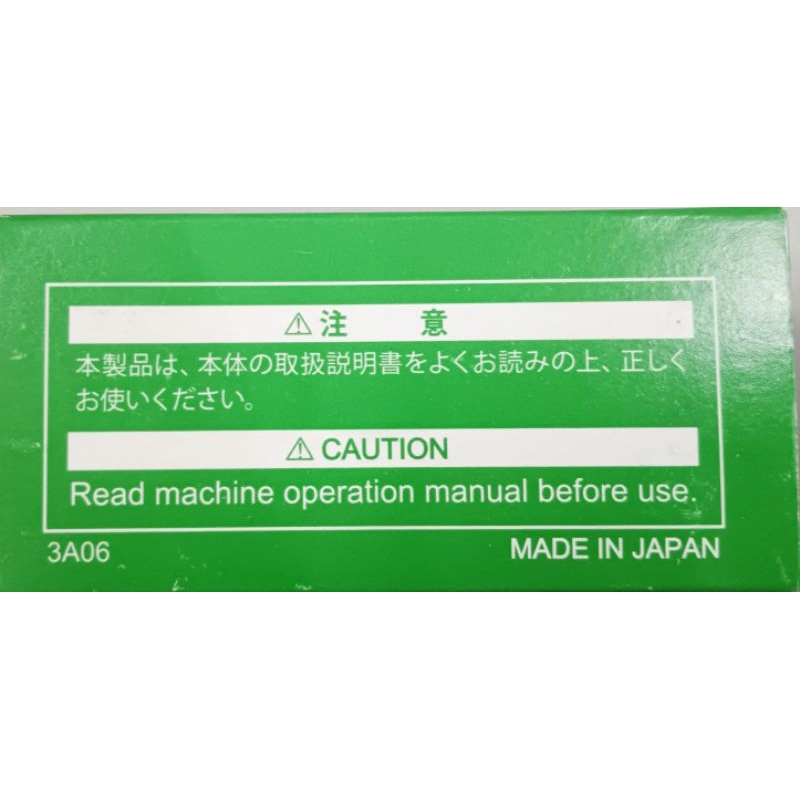 ⚠注 意
本製品は、本体の取扱説明書をよくお読みの上、正しく
お使いください。
⚠ CAUTION
Read machine operation manual before use.
3A06 MADE IN JAPAN